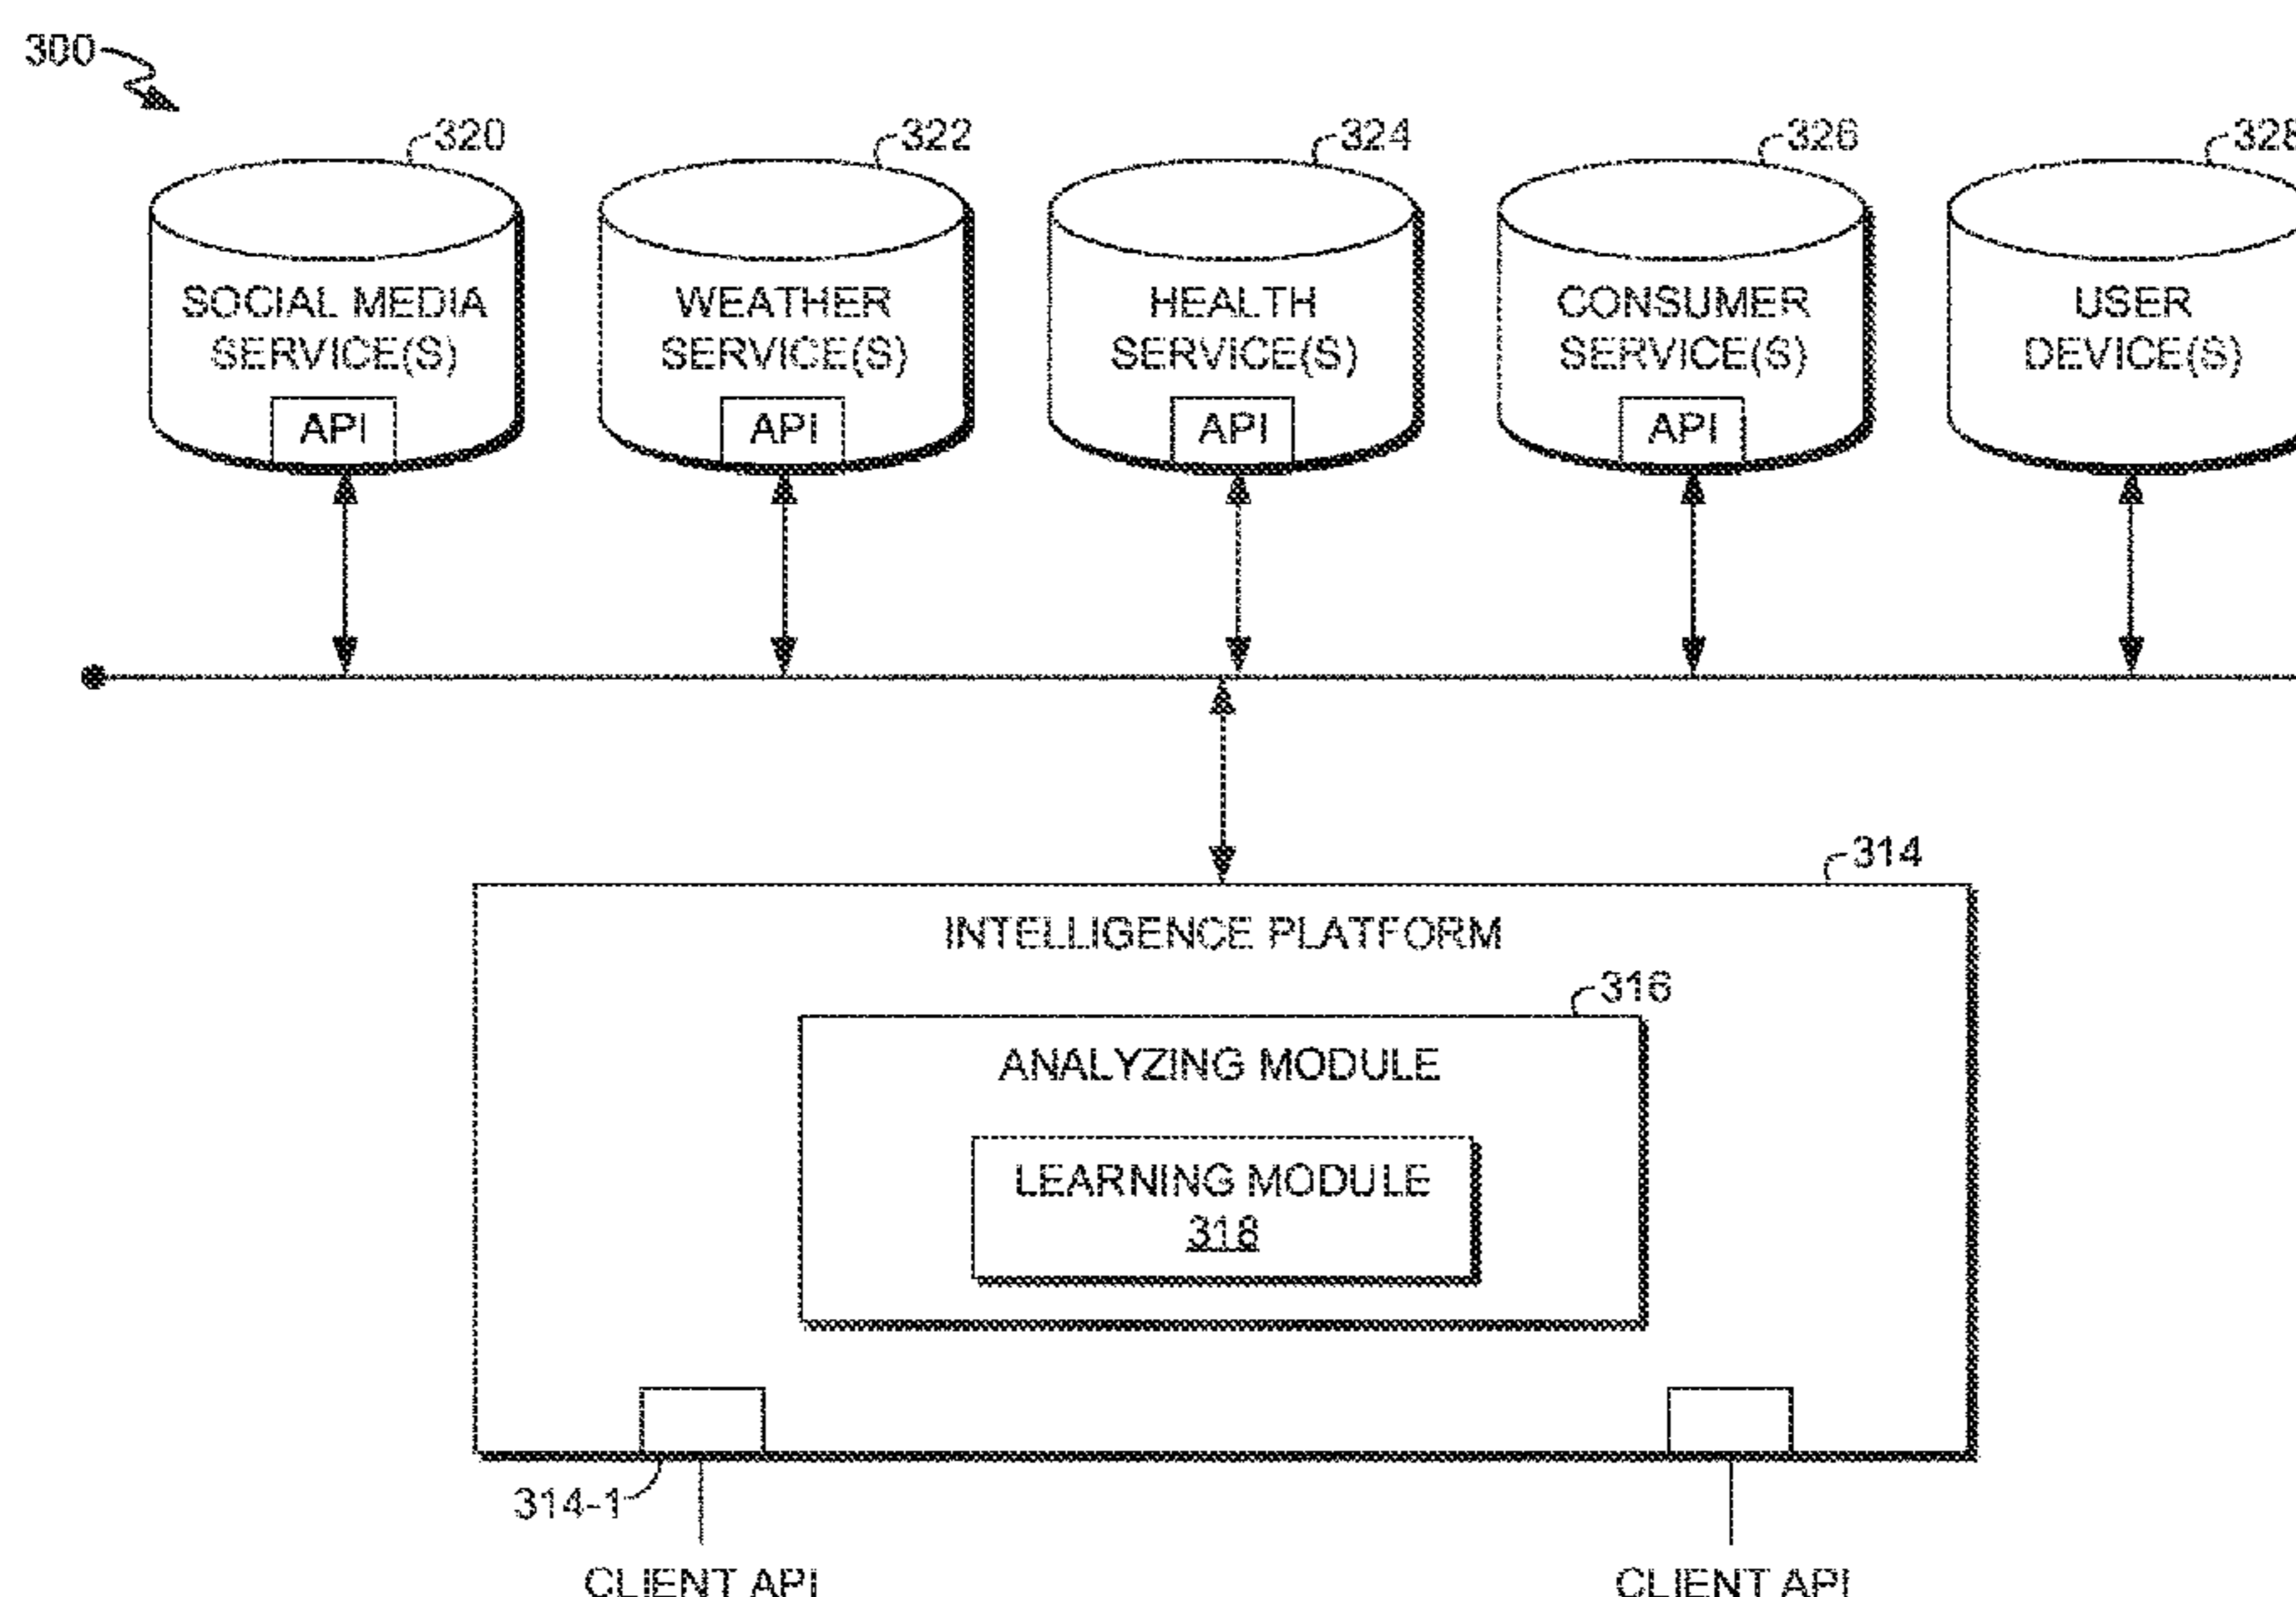 300
320
322
324
326
328
SOCIAL MEDIA
SERVICE(S)
API
WEATHER
SERVICE(S)
API
HEALTH
SERVICE(S)
API
CONSUMER
SERVICE(S)
API
USER
DEVICE(S)
314
INTELLIGENCE PLATFORM
316
ANALYZING MODULE
LEARNING MODULE
318
314-1
CLIENT API
CLIENT API